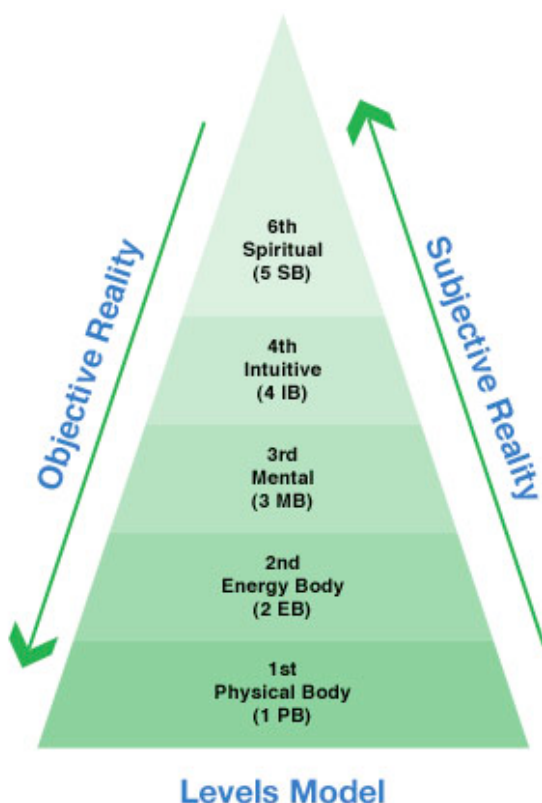 Objective Reality
Subjective Reality
6th
Spiritual
(5 SB)
4th
Intuitive
(4 IB)
3rd
Mental
(3 MB)
2nd
Energy Body
(2 EB)
1st
Physical Body
(1 PB)
Levels Model